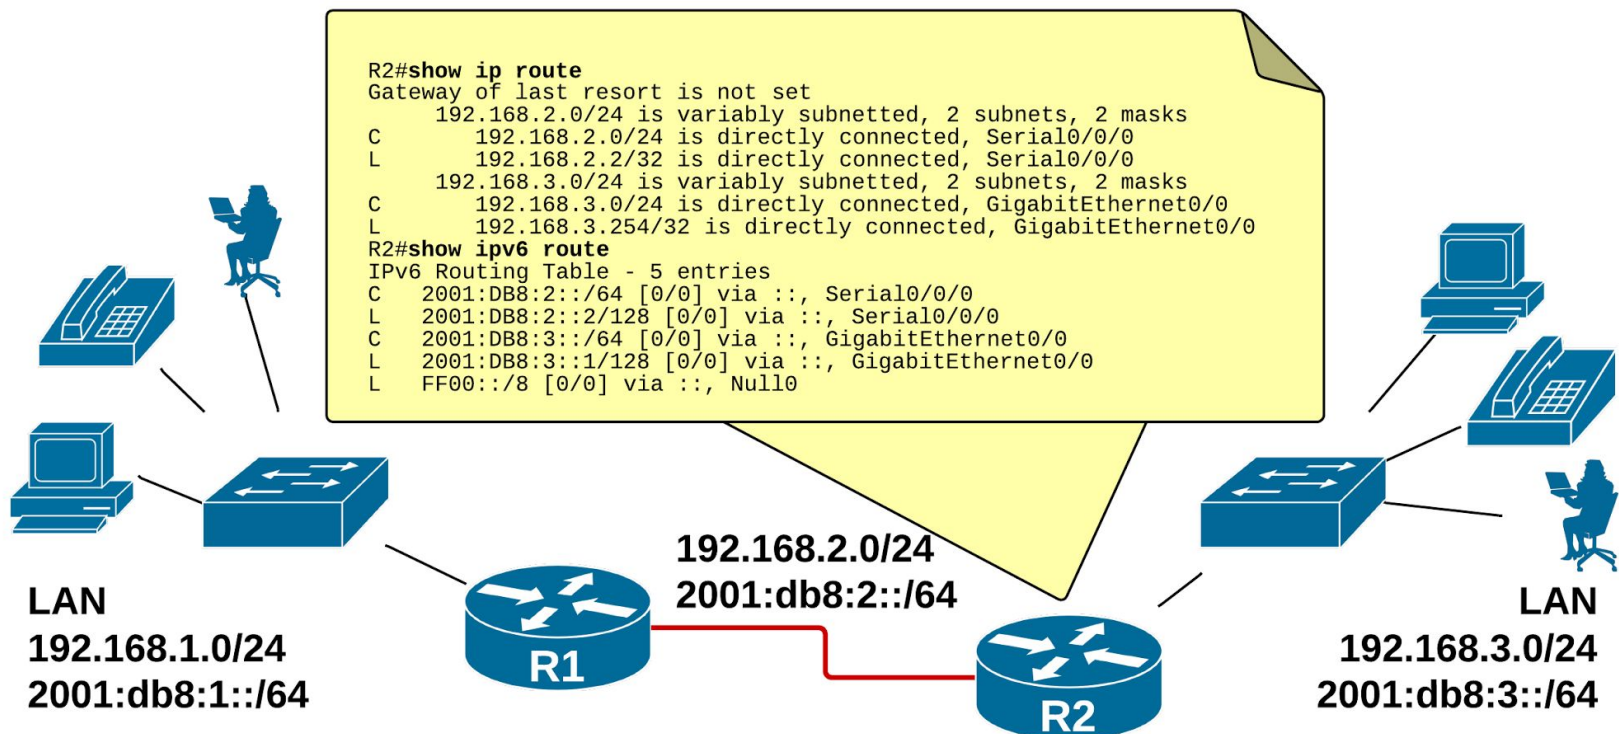 R2#show ip route
Gateway of last resort is not set
192.168.2.0/24 is variably subnetted, 2 subnets, 2 masks
C 192.168.2.0/24 is directly connected, Serial0/0/0
L 192.168.2.2/32 is directly connected, Serial0/0/0
192.168.3.0/24 is variably subnetted, 2 subnets, 2 masks
C 192.168.3.0/24 is directly connected, GigabitEthernet0/0
L 192.168.3.254/32 is directly connected, GigabitEthernet0/0
R2#show ipv6 route
IPv6 Routing Table - 5 entries
C 2001:DB8:2::/64 [0/0] via ::, Serial0/0/0
L 2001:DB8:2::2/128 [0/0] via ::, Serial0/0/0
C 2001:DB8:3::/64 [0/0] via ::, GigabitEthernet0/0
L 2001:DB8:3::1/128 [0/0] via ::, GigabitEthernet0/0
L FF00::/8 [0/0] via ::, Null0
192.168.2.0/24
2001:db8:2::/64
LAN
192.168.1.0/24
2001:db8:1::/64
R1
R2
LAN
192.168.3.0/24
2001:db8:3::/64